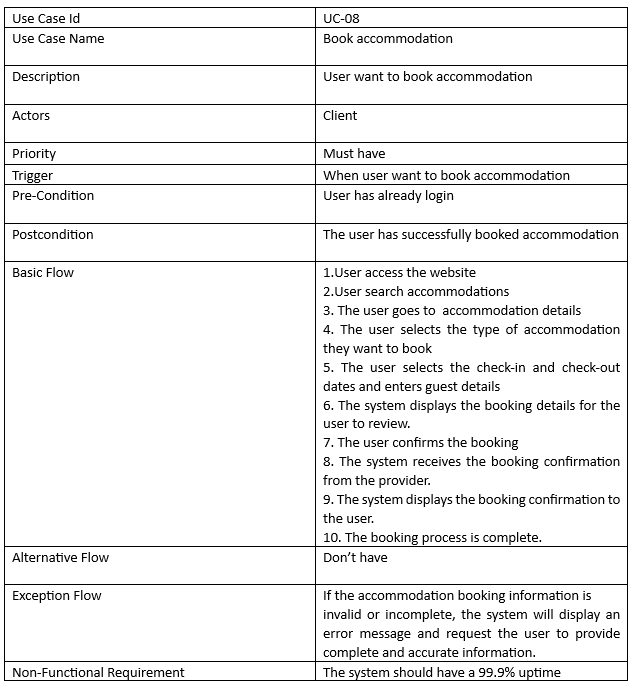 Use Case Id UC-08
Use Case Name Book accommodation
Description User want to book accommodation
Actors Client
Priority Must have
Trigger When user want to book accommodation
Pre-Condition User has already login
Postcondition The user has successfully booked accommodation
Basic Flow 1.User access the website
2.User search accommodations
3. The user goes to accommodation details
4. The user selects the type of accommodation
they want to book
5. The user selects the check-in and check-out
dates and enters guest details
6. The system displays the booking details for the
user to review.
7. The user confirms the booking
8. The system receives the booking confirmation
from the provider.
9. The system displays the booking confirmation to
the user.
10. The booking process is complete.
Alternative Flow Don’t have
Exception Flow If the accommodation booking information is
invalid or incomplete, the system will display an
error message and request the user to provide
complete and accurate information.
Non-Functional Requirement The system should have a 99.9% uptime